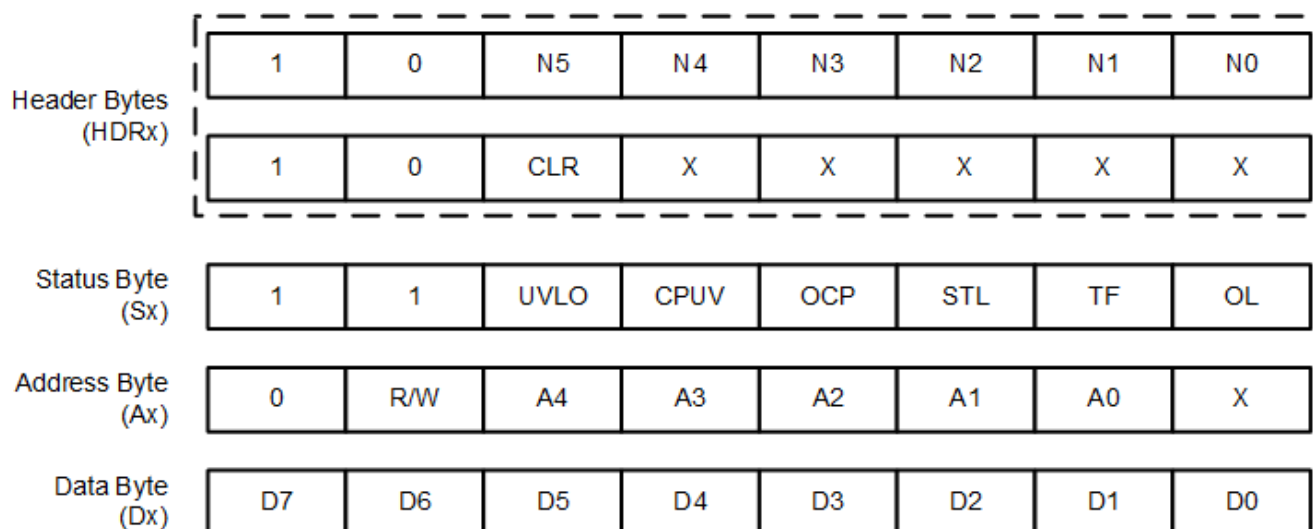 1 0 N5 N4 N3 N2 N1 N0
Header Bytes
(HDRx)
1 0 CLR X X X X X
Status Byte
(Sx)
1 1 UVLO CPUV OCP STL TF OL
Address Byte
(Ax)
0 R/W A4 A3 A2 A1 A0 X
Data Byte
(Dx)
D7 D6 D5 D4 D3 D2 D1 D0